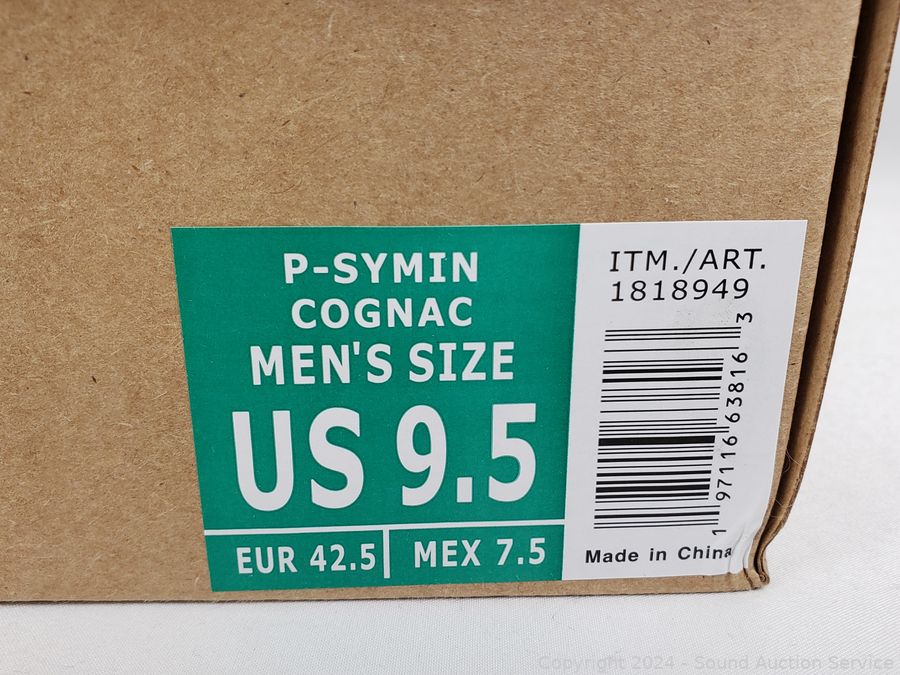 P-SYMIN
COGNAC
MEN'S SIZE
US 9.5
EUR 42.5
MEX 7.5
ITM./ART.
1818949
1 97116 63816 3
Made in China
Copyright 2024 - Sound Auction Service